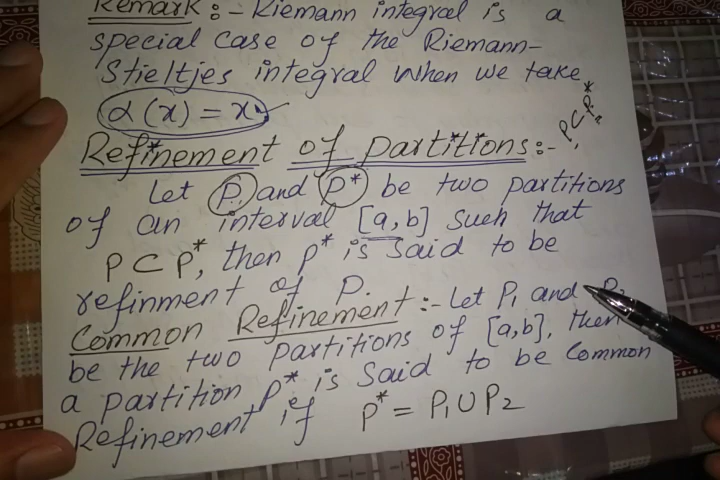 Remark :- Riemann integral is a
special case of the Riemann-
Stieltjes integral when we take
α(x) = x.
Refinement of partitions :-
P ⊂ P*
Let P and P* be two partitions
of an interval [a,b] such that
P ⊂ P*, then P* is said to be
refinment of P.
Common Refinement :- Let P₁ and P₂
be the two partitions of [a,b], then
a partition P* is said to be Common
Refinement if P* = P₁ ∪ P₂